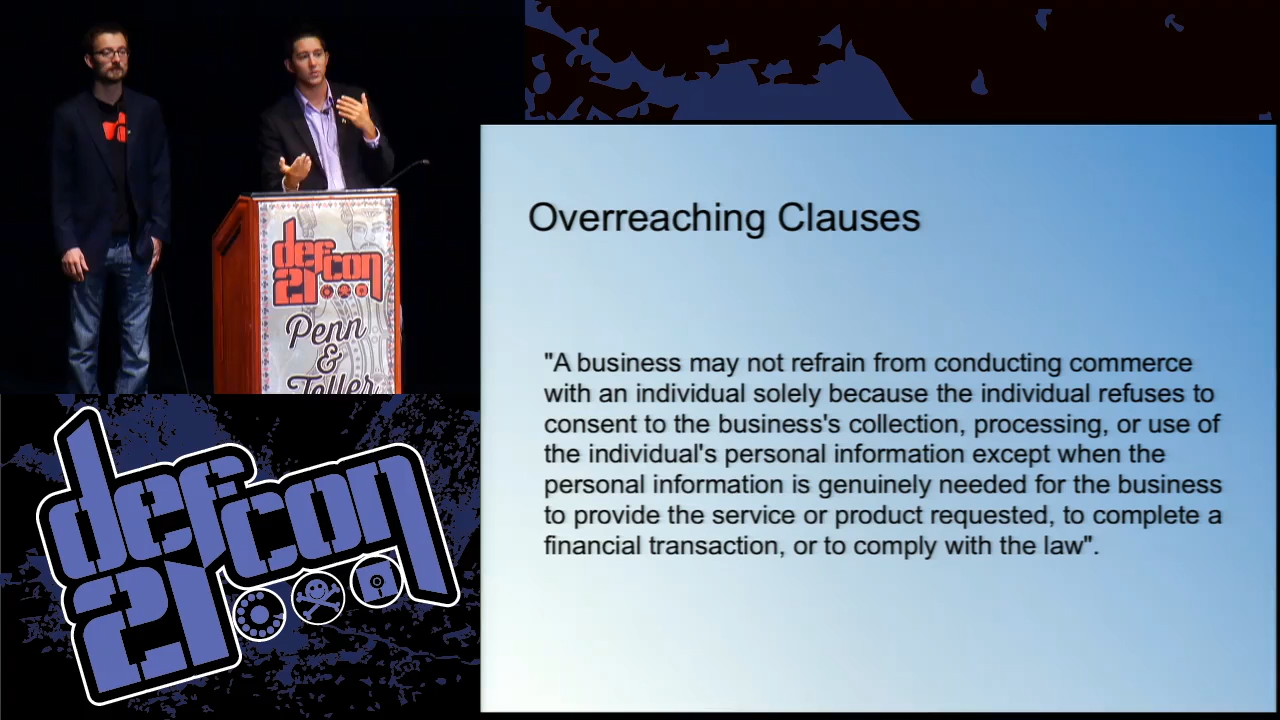 defcon
21
Penn
&
Teller
defcon
21
Overreaching Clauses
"A business may not refrain from conducting commerce
with an individual solely because the individual refuses to
consent to the business's collection, processing, or use of
the individual's personal information except when the
personal information is genuinely needed for the business
to provide the service or product requested, to complete a
financial transaction, or to comply with the law".